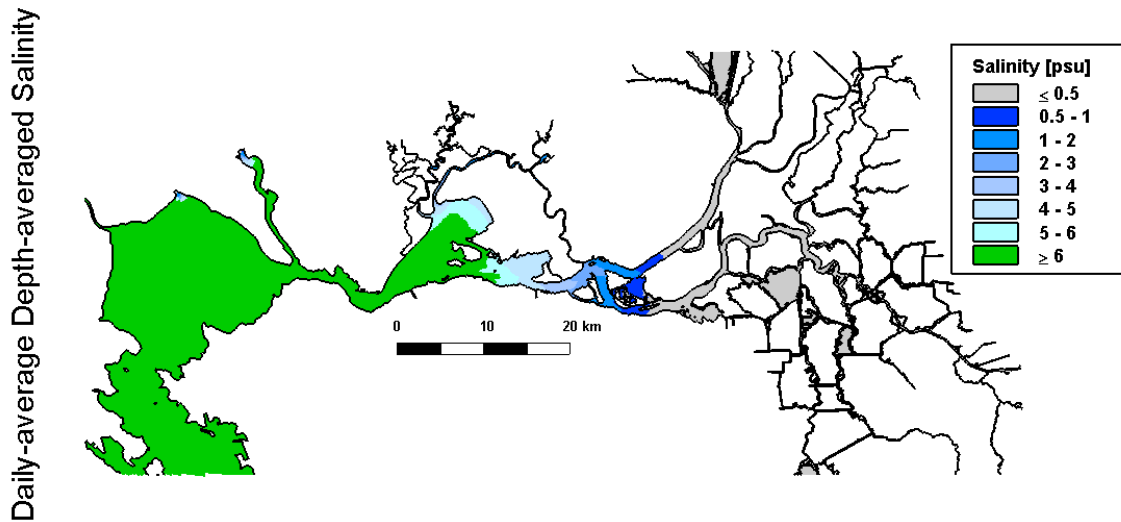 Daily-average Depth-averaged Salinity
Salinity [psu]
≤ 0.5
0.5 - 1
1 - 2
2 - 3
3 - 4
4 - 5
5 - 6
≥ 6
0 10 20 km